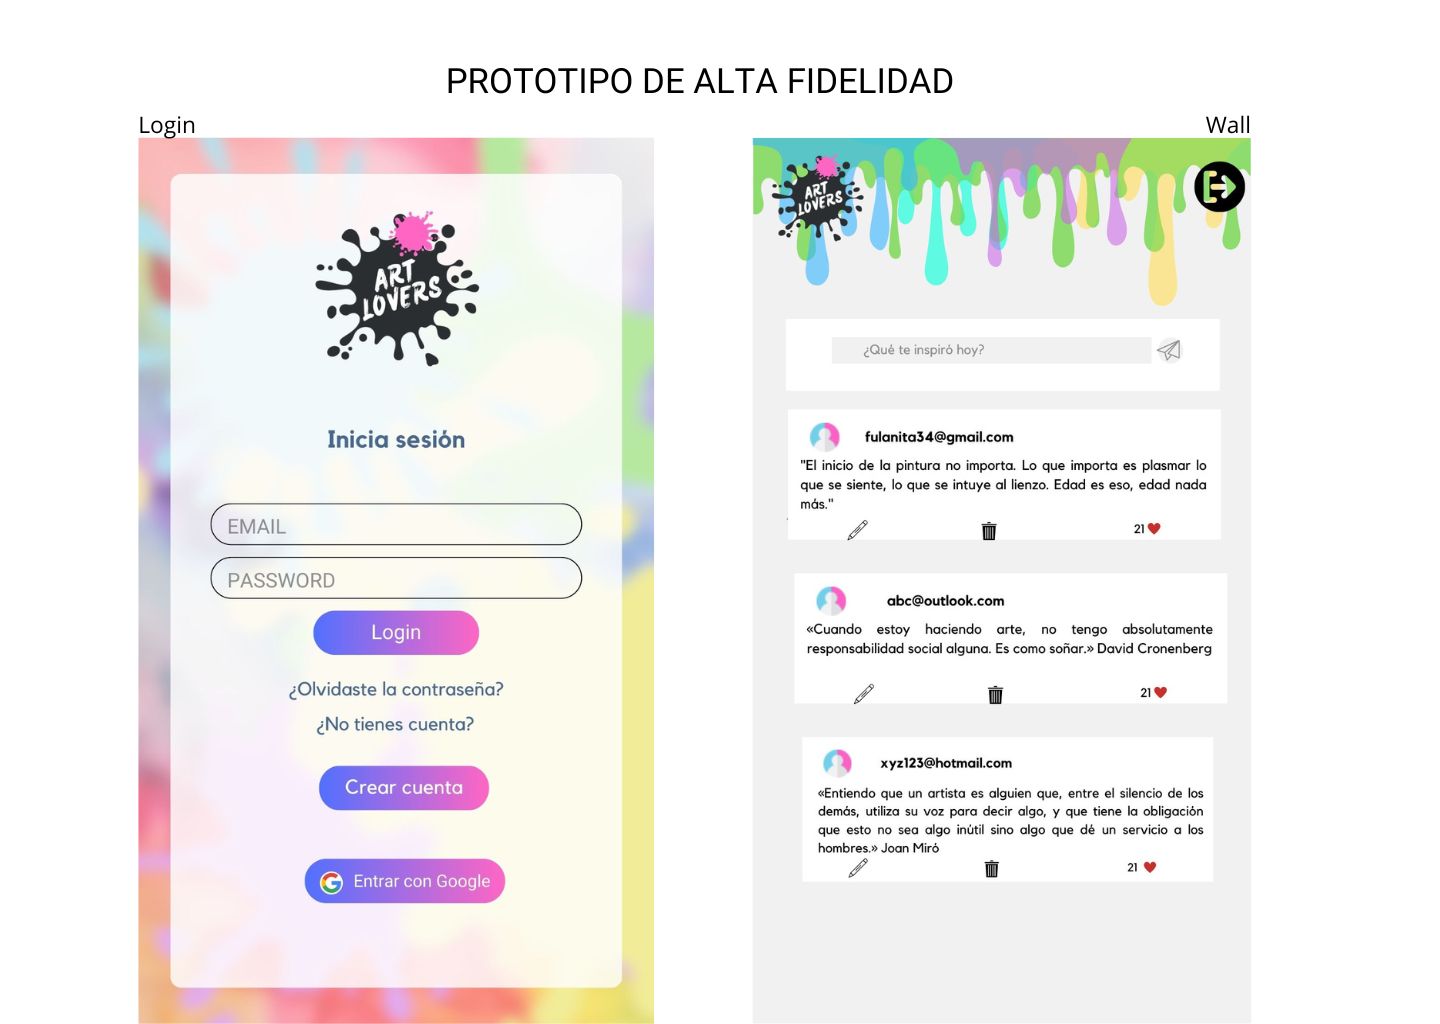 PROTOTIPO DE ALTA FIDELIDAD
Login
ART
LOVERS
Inicia sesión
EMAIL
PASSWORD
Login
¿Olvidaste la contraseña?
¿No tienes cuenta?
Crear cuenta
Entrar con Google
Wall
ART
LOVERS
¿Qué te inspiró hoy?
fulanita34@gmail.com
"El inicio de la pintura no importa. Lo que importa es plasmar lo
que se siente, lo que se intuye al lienzo. Edad es eso, edad nada
más."
21
abc@outlook.com
«Cuando estoy haciendo arte, no tengo absolutamente
responsabilidad social alguna. Es como soñar.» David Cronenberg
21
xyz123@hotmail.com
«Entiendo que un artista es alguien que, entre el silencio de los
demás, utiliza su voz para decir algo, y que tiene la obligación
que esto no sea algo inútil sino algo que dé un servicio a los
hombres.» Joan Miró
21